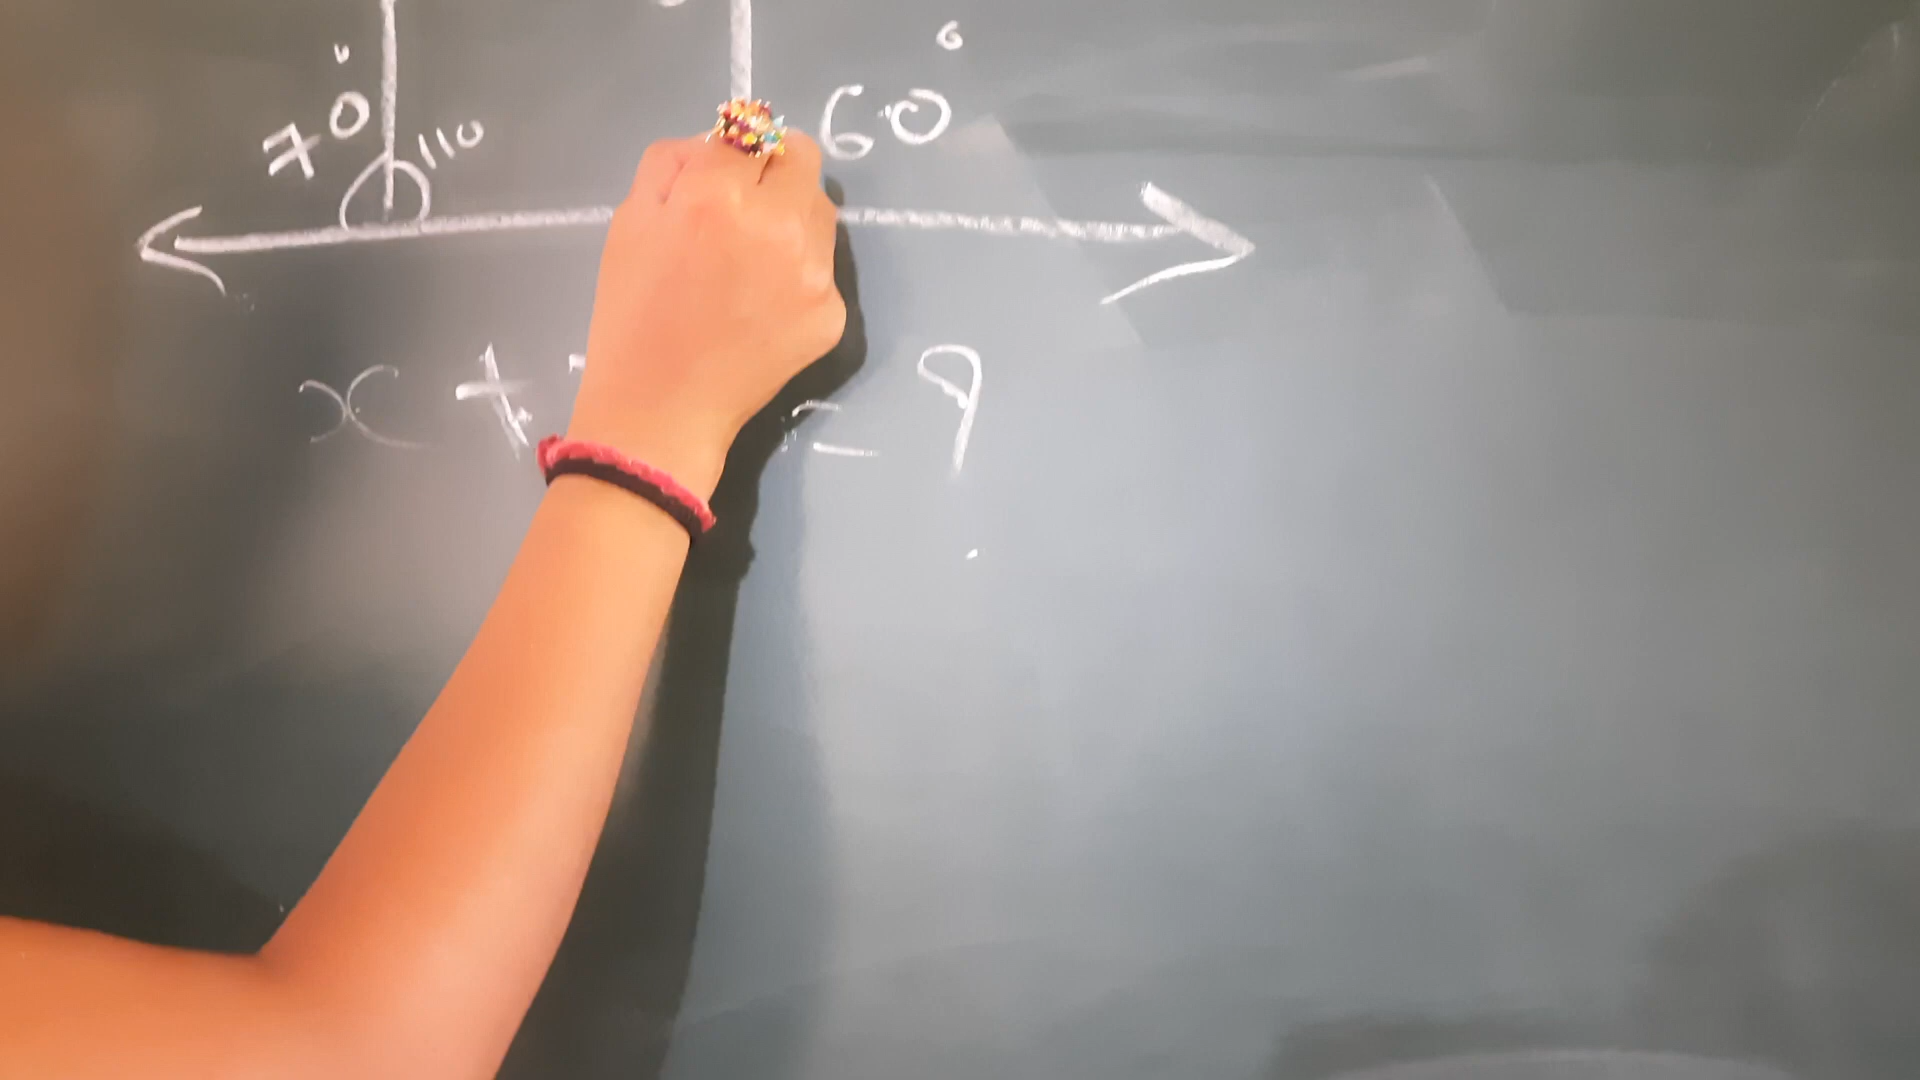 70° 110 60°
x + = 9